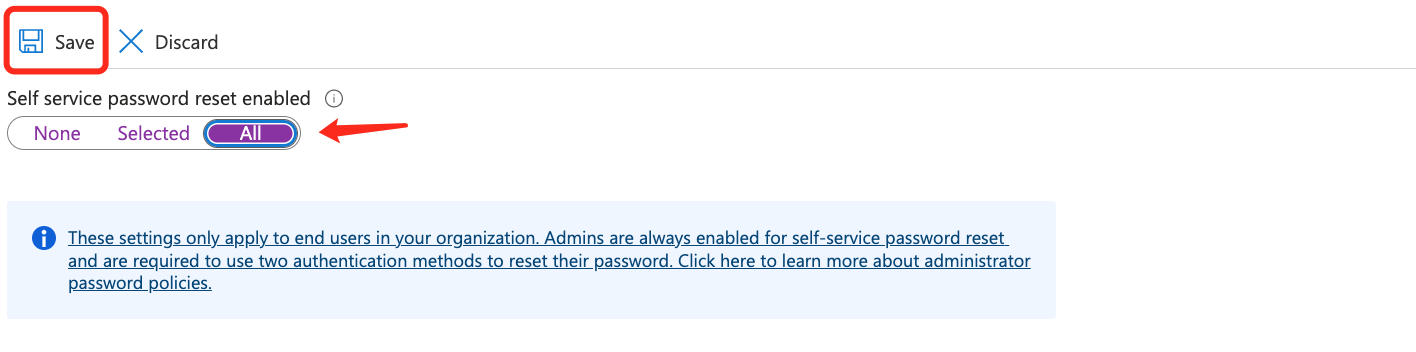 Save Discard
Self service password reset enabled
None Selected All
These settings only apply to end users in your organization. Admins are always enabled for self-service password reset
and are required to use two authentication methods to reset their password. Click here to learn more about administrator
password policies.